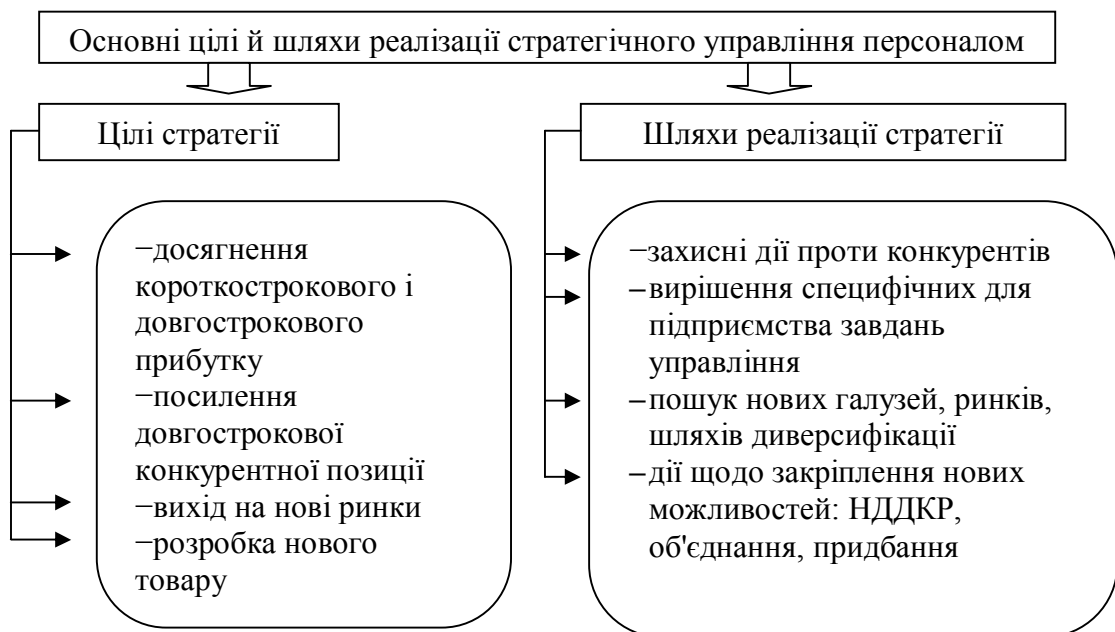 Основні цілі й шляхи реалізації стратегічного управління персоналом
Цілі стратегії
−досягнення
короткострокового і
довгострокового
прибутку
−посилення
довгострокової
конкурентної позиції
−вихід на нові ринки
−розробка нового
товару
Шляхи реалізації стратегії
−захисні дії проти конкурентів
−вирішення специфічних для
підприємства завдань
управління
−пошук нових галузей, ринків,
шляхів диверсифікації
−дії щодо закріплення нових
можливостей: НДДКР,
об'єднання, придбання